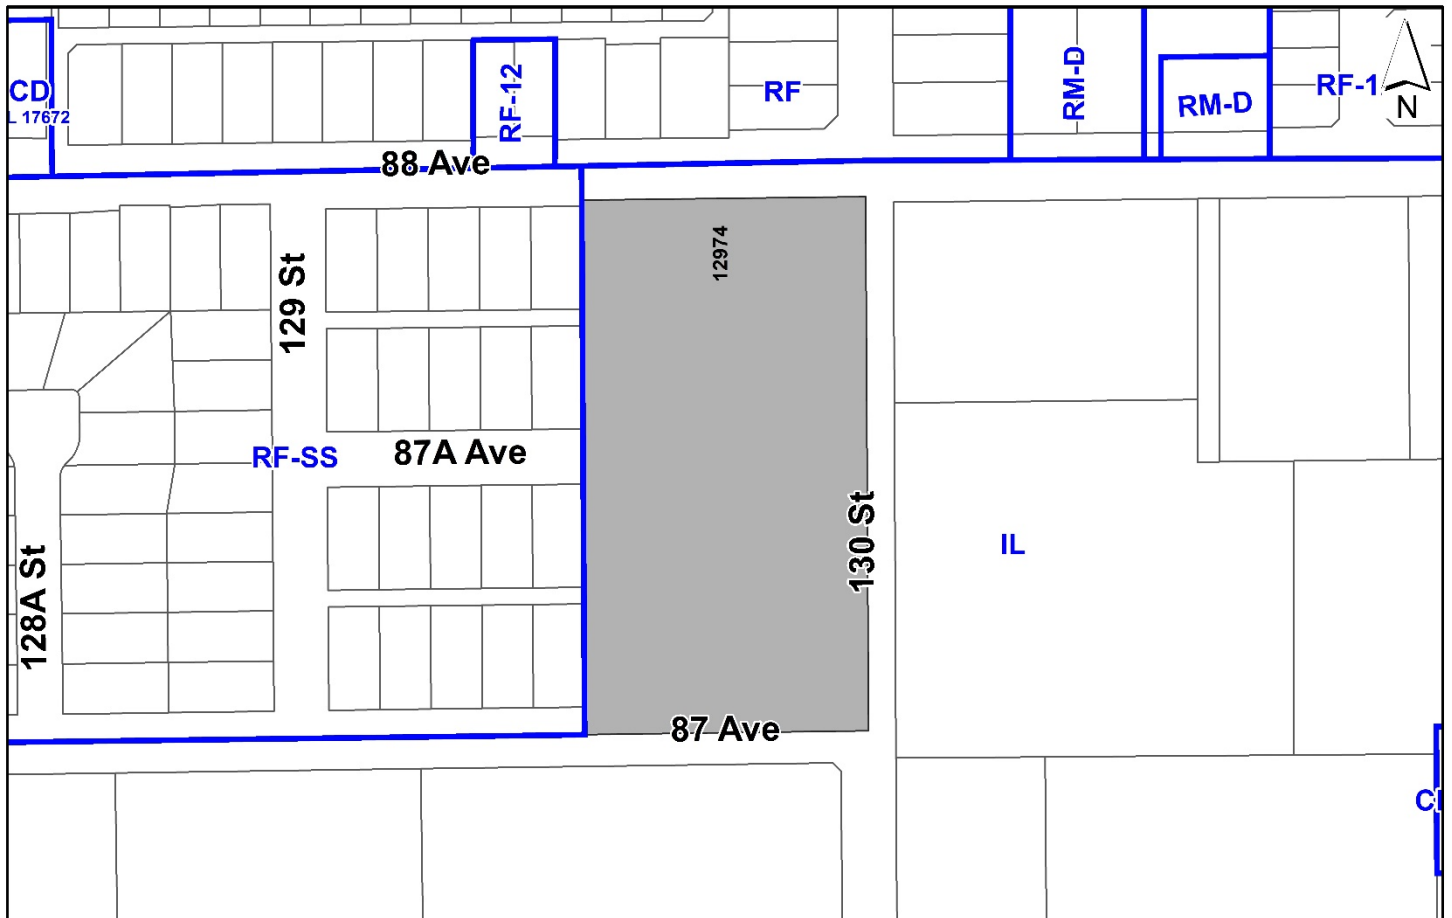 CD
L 17672
RF-12
RF
RM-D
RM-D
RF-1
N
88 Ave
12974
129 St
RF-SS
87A Ave
130 St
IL
128A St
87 Ave
C